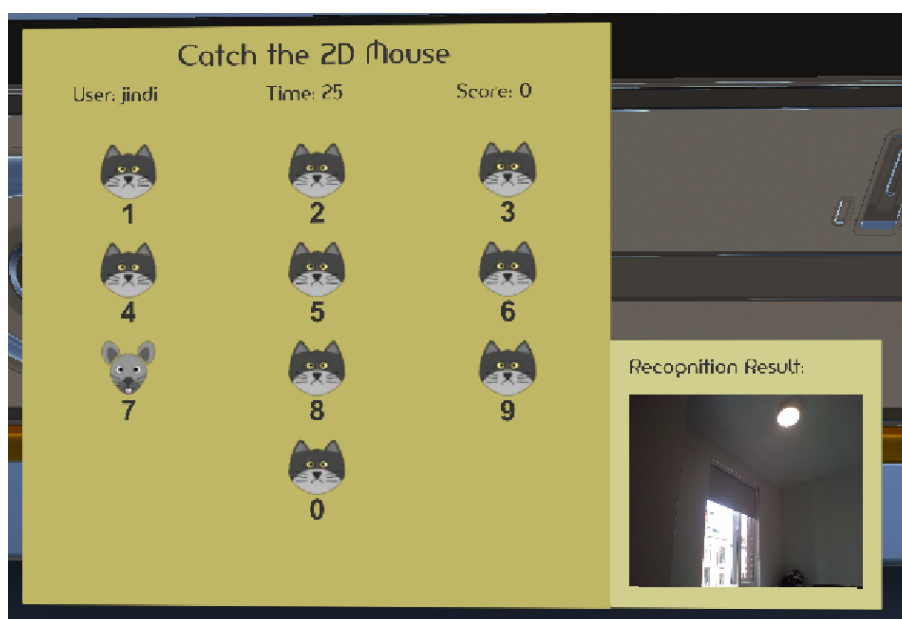 Catch the 2D Mouse
User: jindi Time: 25 Score: 0
1 2 3
4 5 6
7 8 9
0
Recognition Result: